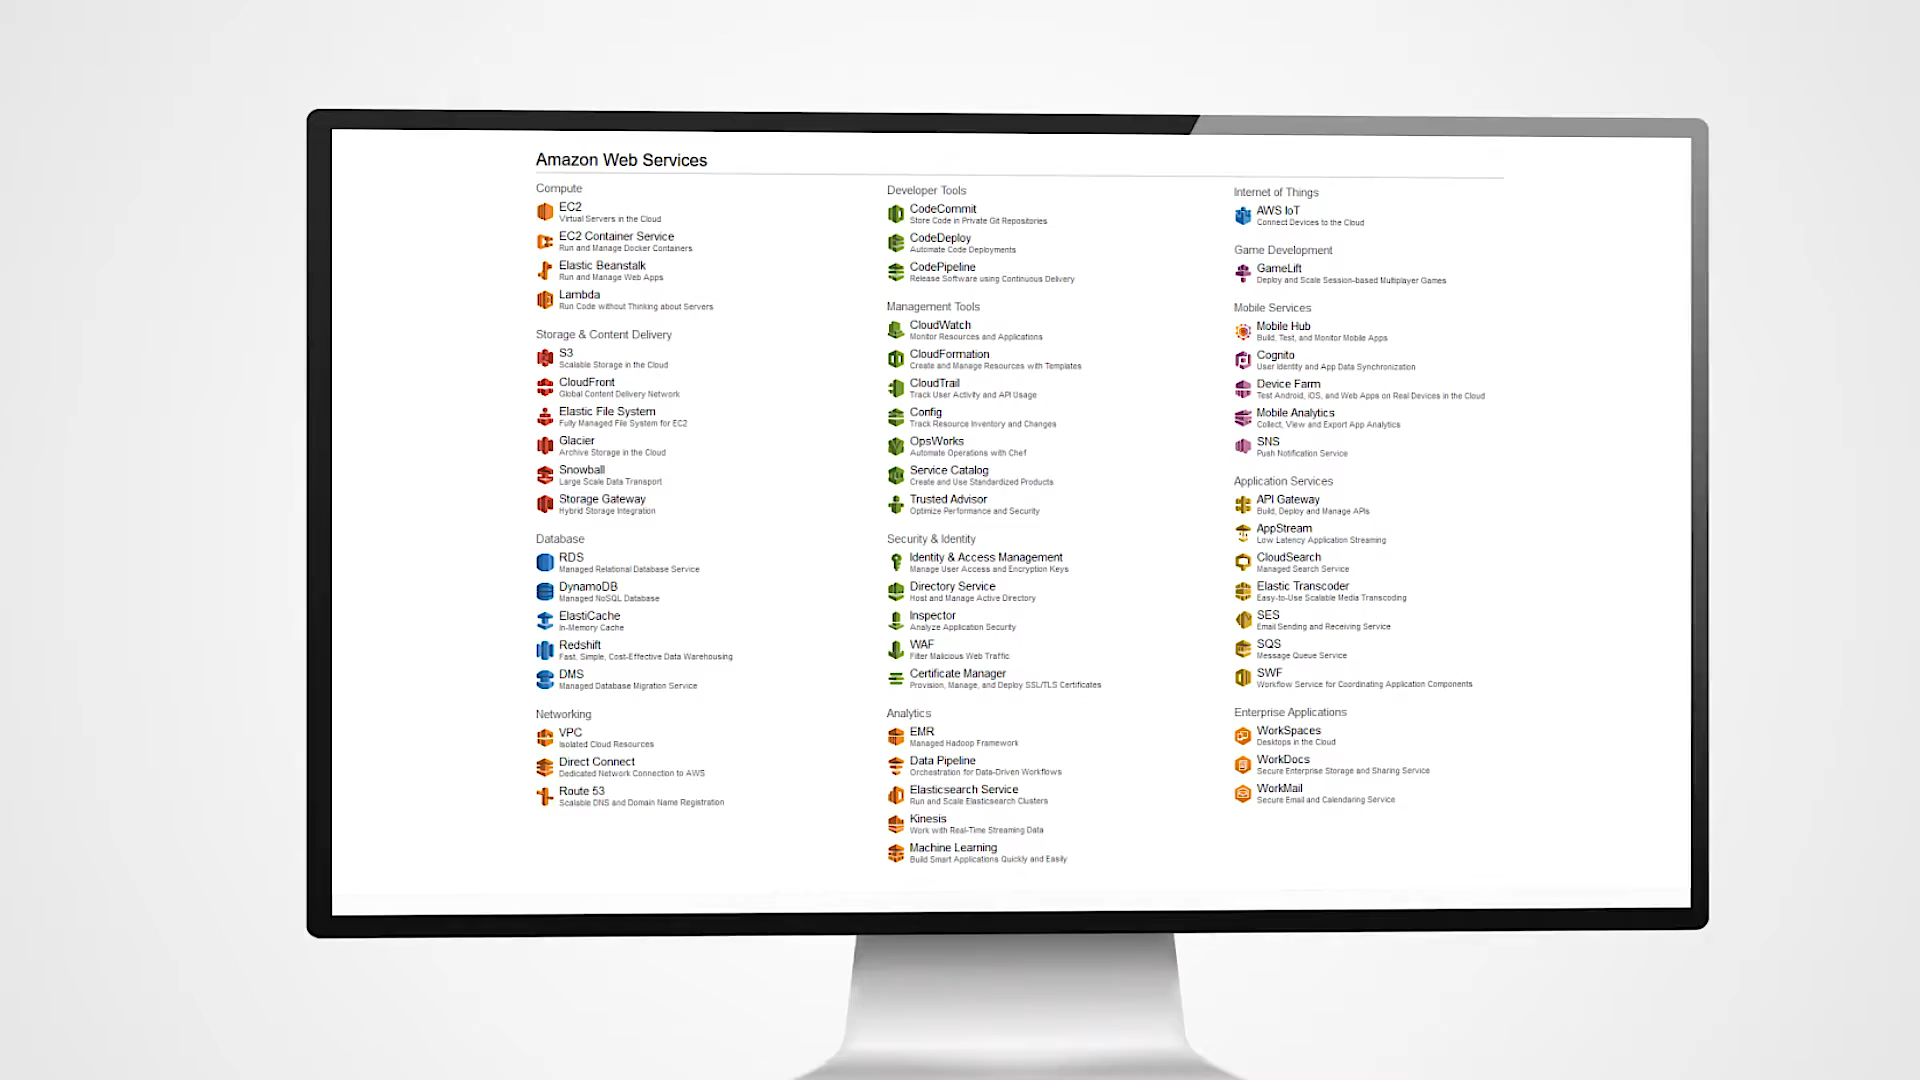 Amazon Web Services
Compute
EC2
Virtual Servers in the Cloud
EC2 Container Service
Run and Manage Docker Containers
Elastic Beanstalk
Run and Manage Web Apps
Lambda
Run Code without Thinking about Servers
Storage & Content Delivery
S3
Scalable Storage in the Cloud
CloudFront
Global Content Delivery Network
Elastic File System
Fully Managed File System for EC2
Glacier
Archive Storage in the Cloud
Snowball
Large Scale Data Transport
Storage Gateway
Hybrid Storage Integration
Database
RDS
Managed Relational Database Service
DynamoDB
Managed NoSQL Database
ElastiCache
In-Memory Cache
Redshift
Fast, Simple, Cost-Effective Data Warehousing
DMS
Managed Database Migration Service
Networking
VPC
Isolated Cloud Resources
Direct Connect
Dedicated Network Connection to AWS
Route 53
Scalable DNS and Domain Name Registration
Developer Tools
CodeCommit
Store Code in Private Git Repositories
CodeDeploy
Automate Code Deployments
CodePipeline
Release Software using Continuous Delivery
Management Tools
CloudWatch
Monitor Resources and Applications
CloudFormation
Create and Manage Resources with Templates
CloudTrail
Track User Activity and API Usage
Config
Track Resource Inventory and Changes
OpsWorks
Automate Operations with Chef
Service Catalog
Create and Use Standardized Products
Trusted Advisor
Optimize Performance and Security
Security & Identity
Identity & Access Management
Manage User Access and Encryption Keys
Directory Service
Host and Manage Active Directory
Inspector
Analyze Application Security
WAF
Filter Malicious Web Traffic
Certificate Manager
Provision, Manage, and Deploy SSL/TLS Certificates
Analytics
EMR
Managed Hadoop Framework
Data Pipeline
Orchestration for Data-Driven Workflows
Elasticsearch Service
Run and Scale Elasticsearch Clusters
Kinesis
Work with Real-Time Streaming Data
Machine Learning
Build Smart Applications Quickly and Easily
Internet of Things
AWS IoT
Connect Devices to the Cloud
Game Development
GameLift
Deploy and Scale Session-based Multiplayer Games
Mobile Services
Mobile Hub
Build, Test, and Monitor Mobile Apps
Cognito
User Identity and App Data Synchronization
Device Farm
Test Android, iOS, and Web Apps on Real Devices in the Cloud
Mobile Analytics
Collect, View and Export App Analytics
SNS
Push Notification Service
Application Services
API Gateway
Build, Deploy and Manage APIs
AppStream
Low Latency Application Streaming
CloudSearch
Managed Search Service
Elastic Transcoder
Easy-to-Use Scalable Media Transcoding
SES
Email Sending and Receiving Service
SQS
Message Queue Service
SWF
Workflow Service for Coordinating Application Components
Enterprise Applications
WorkSpaces
Desktops in the Cloud
WorkDocs
Secure Enterprise Storage and Sharing Service
WorkMail
Secure Email and Calendaring Service